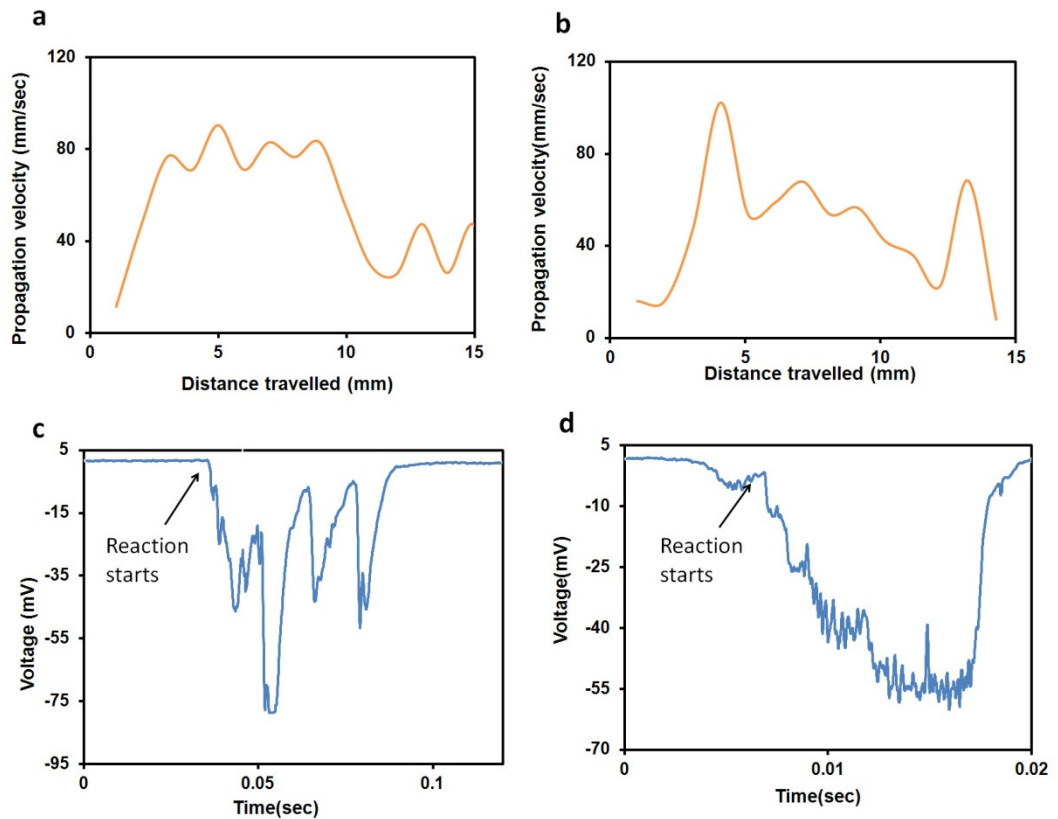 a
Propagation velocity (mm/sec)
120
80
40
0
0
5
10
15
Distance travelled (mm)
b
Propagation velocity(mm/sec)
120
80
40
0
0
5
10
15
Distance travelled (mm)
c
Voltage (mV)
5
-15
-35
-55
-75
-95
Reaction
starts
0
0.05
0.1
Time(sec)
d
Voltage(mV)
5
-10
-25
-40
-55
-70
Reaction
starts
0
0.01
0.02
Time(sec)